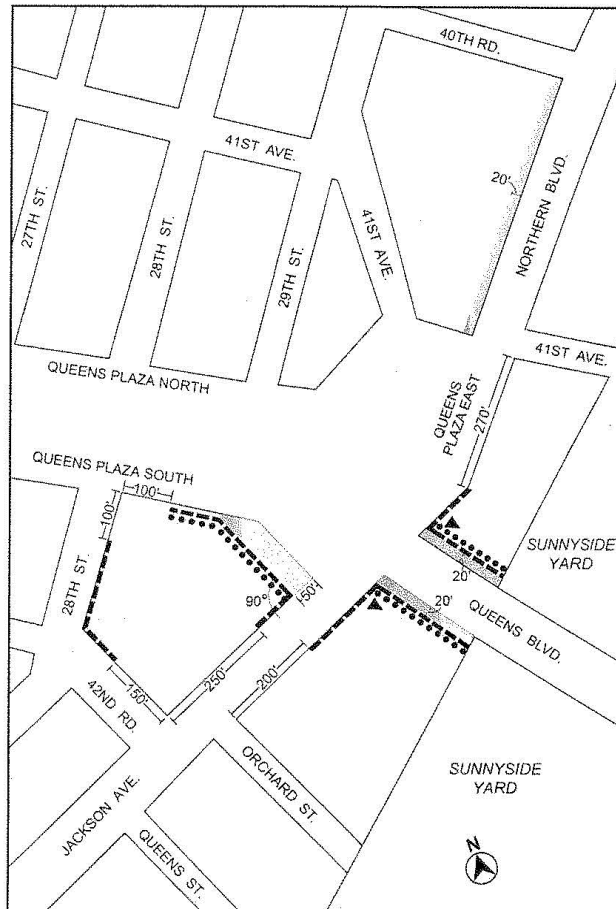 40TH RD.
41ST AVE.
20'
NORTHERN BLVD.
27TH ST.
28TH ST.
29TH ST.
41ST AVE.
41ST AVE.
QUEENS PLAZA NORTH
QUEENS
PLAZA EAST
270'
QUEENS PLAZA SOUTH
100'
100'
SUNNYSIDE
YARD
28TH ST.
20'
20'
QUEENS BLVD.
90°
50'
150'
250'
200'
42ND RD.
ORCHARD ST.
SUNNYSIDE
YARD
JACKSON AVE.
QUEENS ST.
N